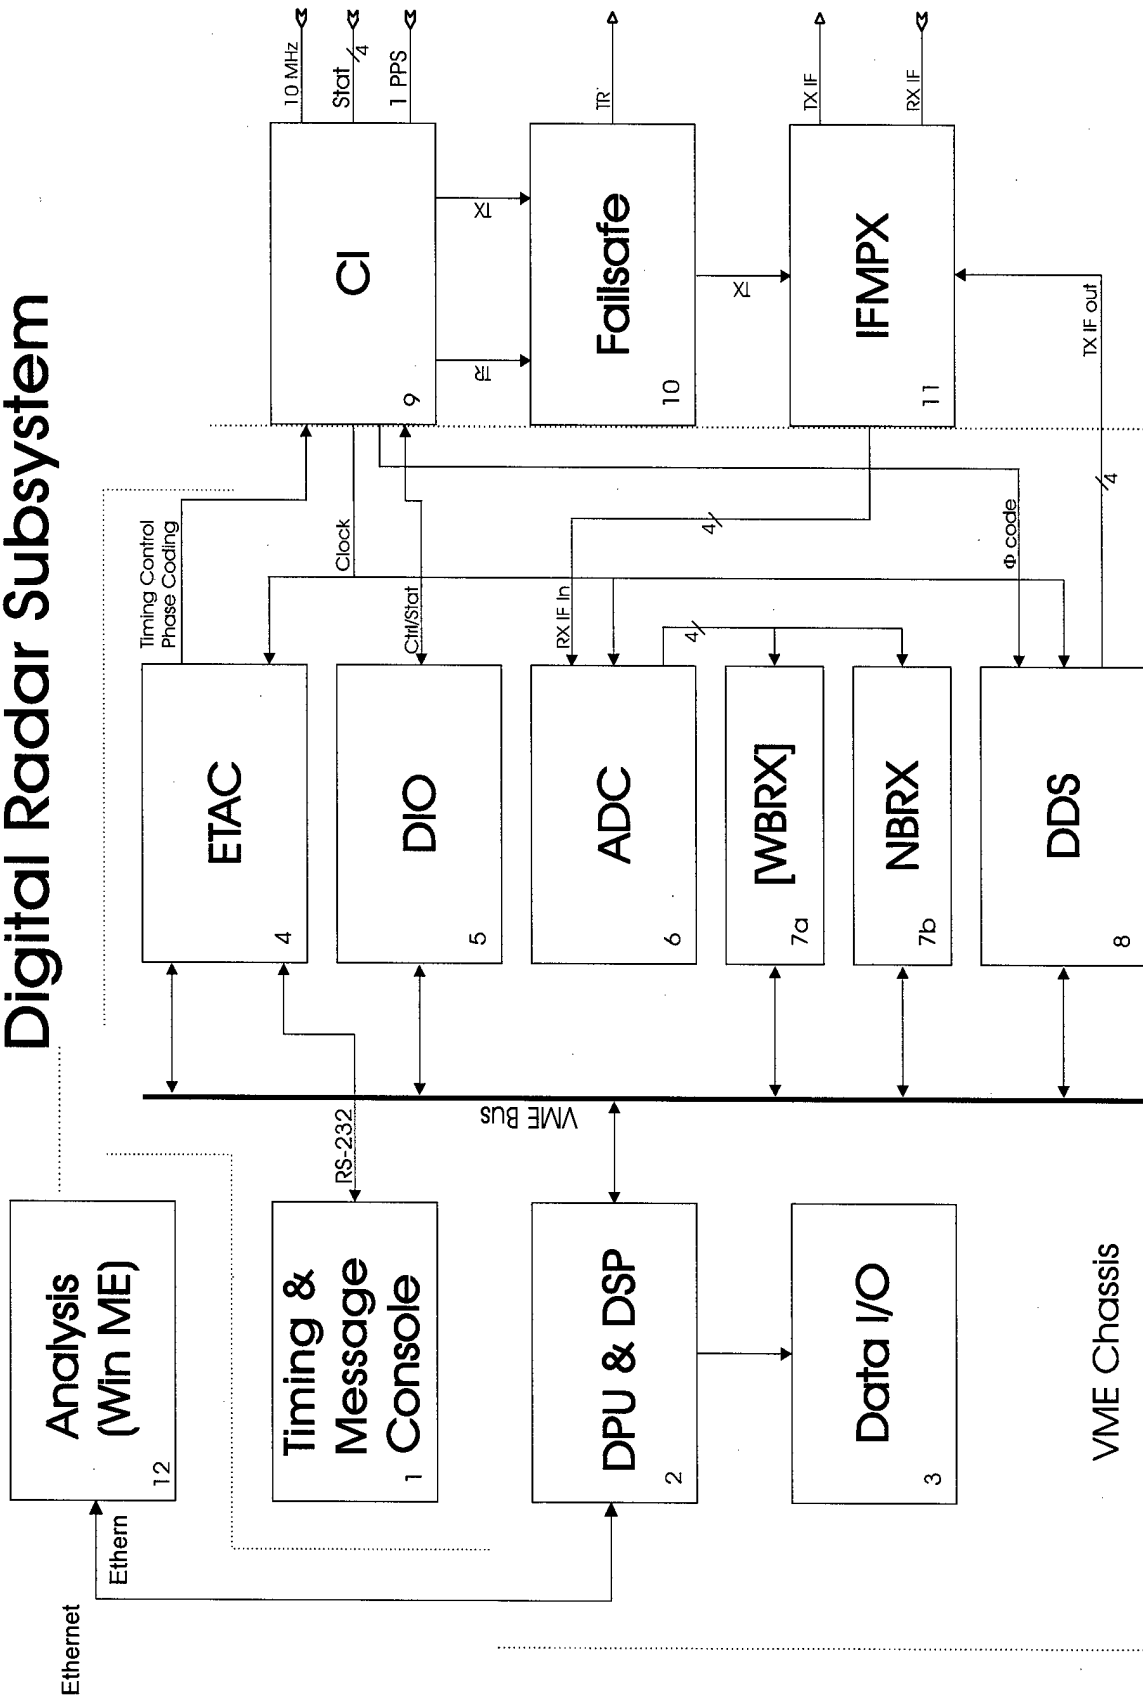 Digital Radar Subsystem
Ethernet
Ethern
Analysis
(Win ME)
12
Timing &
Message
Console
1
RS-232
DPU & DSP
2
Data I/O
3
VME Chassis
VME Bus
ETAC
4
Timing Control
Phase Coding
DIO
5
Clock
Ctrl/Stat
ADC
6
RX IF In
4
4
[WBRX]
7a
NBRX
7b
DDS
8
Φ code
4
TX IF out
CI
9
10 MHz
Stat
4
1 PPS
TR
TX
Failsafe
10
TR'
TX
IFMPX
11
TX IF
RX IF